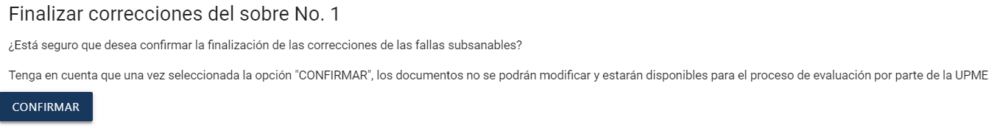 Finalizar correcciones del sobre No. 1
¿Está seguro que desea confirmar la finalización de las correcciones de las fallas subsanables?
Tenga en cuenta que una vez seleccionada la opción "CONFIRMAR", los documentos no se podrán modificar y estarán disponibles para el proceso de evaluación por parte de la UPME
CONFIRMAR